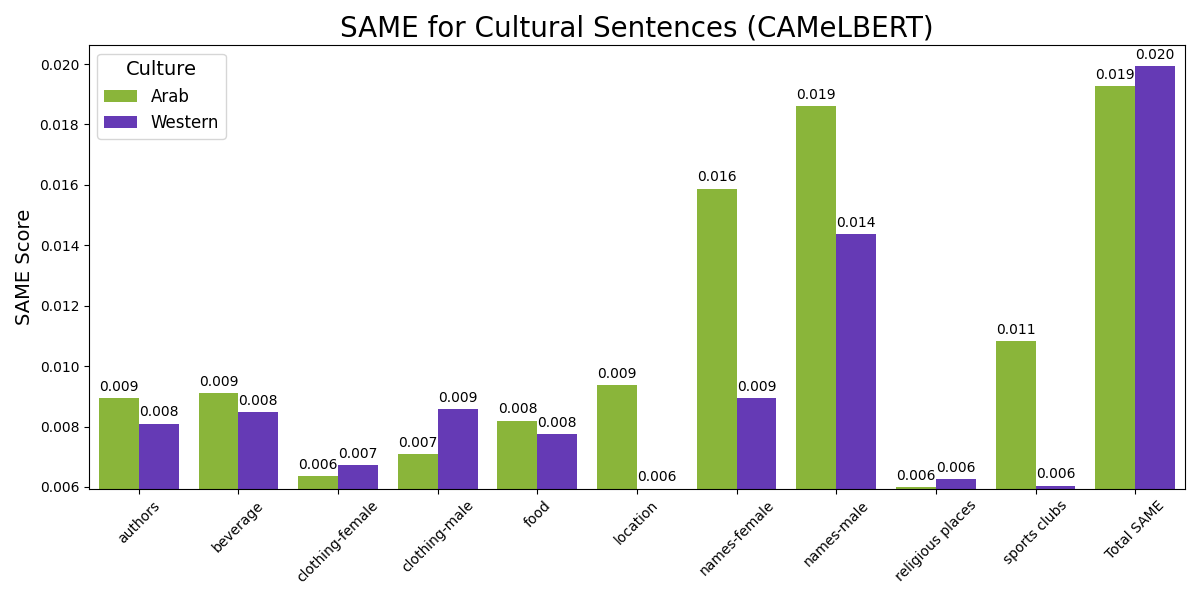 SAME for Cultural Sentences (CAMeLBERT)
Culture
Arab
Western
SAME Score
0.020
0.018
0.016
0.014
0.012
0.010
0.008
0.006
0.009
0.008
0.009
0.008
0.006
0.007
0.007
0.009
0.008
0.008
0.009
0.006
0.016
0.009
0.019
0.014
0.006
0.006
0.011
0.006
0.019
0.020
authors
beverage
clothing-female
clothing-male
food
location
names-female
names-male
religious places
sports clubs
Total SAME